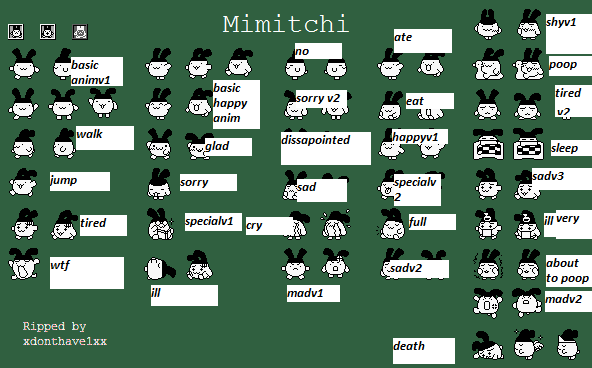 Mimitchi
shyv1
ate
no
basic
animv1
poop
basic
happy
anim
sorry v2
eat
tired
v2
walk
glad
dissapointed
happyv1
sleep
jump
sorry
sad
specialv
2
sadv3
tired
specialv1
cry
full
ill very
wtf
ill
madv1
sadv2
about
to poop
madv2
Ripped by
xdonthave1xx
death